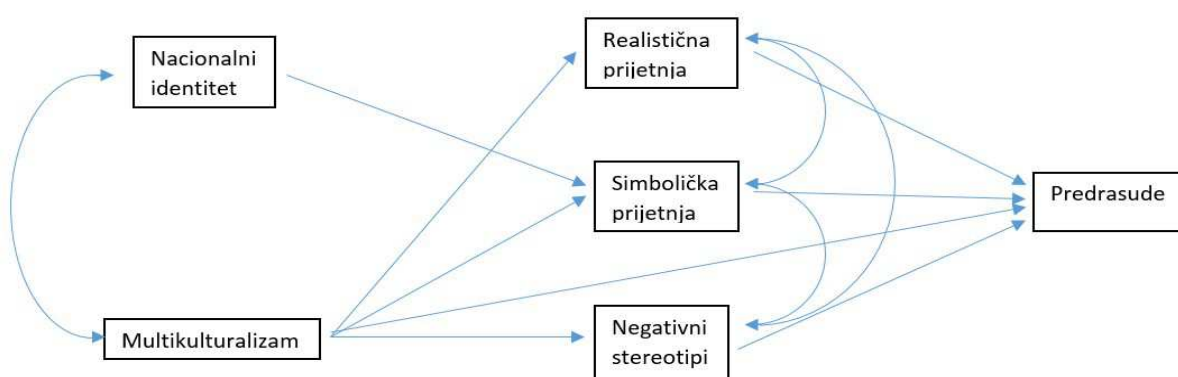 Nacionalni
identitet
Multikulturalizam
Realistična
prijetnja
Simbolička
prijetnja
Negativni
stereotipi
Predrasude